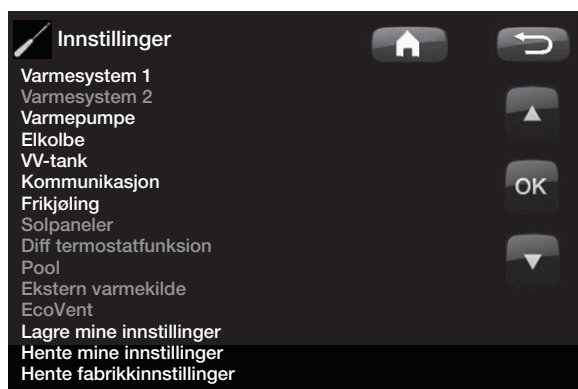 Innstillinger
Varmesystem 1
Varmesystem 2
Varmepumpe
Elkolbe
VV-tank
Kommunikasjon
Frikjøling
Solpaneler
Diff termostatfunksion
Pool
Ekstern varmekilde
EcoVent
Lagre mine innstillinger
Hente mine innstillinger
Hente fabrikkinnstillinger
OK